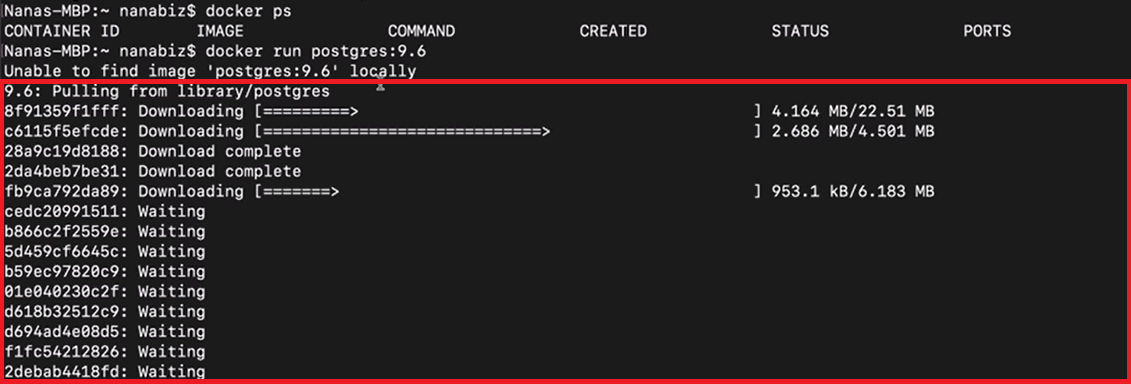 Nanas-MBP:~ nanabiz$ docker ps
CONTAINER ID IMAGE COMMAND CREATED STATUS PORTS
Nanas-MBP:~ nanabiz$ docker run postgres:9.6
Unable to find image 'postgres:9.6' locally
9.6: Pulling from library/postgres
8f91359f1fff: Downloading [=========> ] 4.164 MB/22.51 MB
c6115f5efcde: Downloading [=============================> ] 2.686 MB/4.501 MB
28a9c19d8188: Download complete
2da4beb7be31: Download complete
fb9ca792da89: Downloading [=======> ] 953.1 kB/6.183 MB
cedc20991511: Waiting
b866c2f2559e: Waiting
5d459cf6645c: Waiting
b59ec97820c9: Waiting
01e040230c2f: Waiting
d618b32512c9: Waiting
d694ad4e08d5: Waiting
f1fc54212826: Waiting
2debab4418fd: Waiting